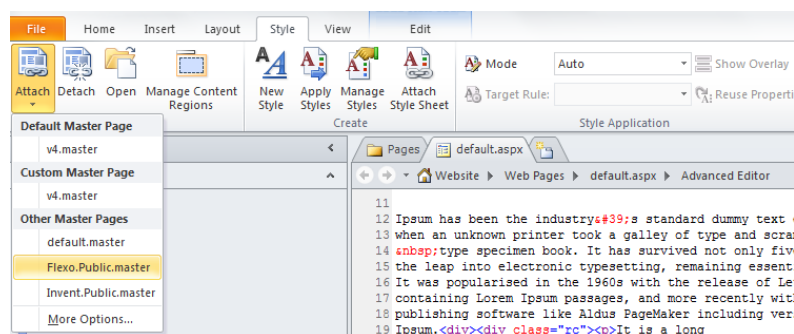 File Home Insert Layout Style View Edit
Attach Detach Open Manage Content Regions New Style Apply Styles Manage Styles Attach Style Sheet
Mode Auto Show Overlay
Target Rule: Reuse Properti
Create Style Application
Default Master Page
v4.master
Custom Master Page
v4.master
Other Master Pages
default.master
Flexo.Public.master
Invent.Public.master
More Options...
Pages default.aspx
Website Web Pages default.aspx Advanced Editor
11
12 Ipsum has been the industry&#39;s standard dummy text
13 when an unknown printer took a galley of type and scra
14 &nbsp;type specimen book. It has survived not only five
15 the leap into electronic typesetting, remaining essent
16 It was popularised in the 1960s with the release of Le
17 containing Lorem Ipsum passages, and more recently wit
18 publishing software like Aldus PageMaker including ver
19 Ipsum.<div><div class="rc"><p>It is a long